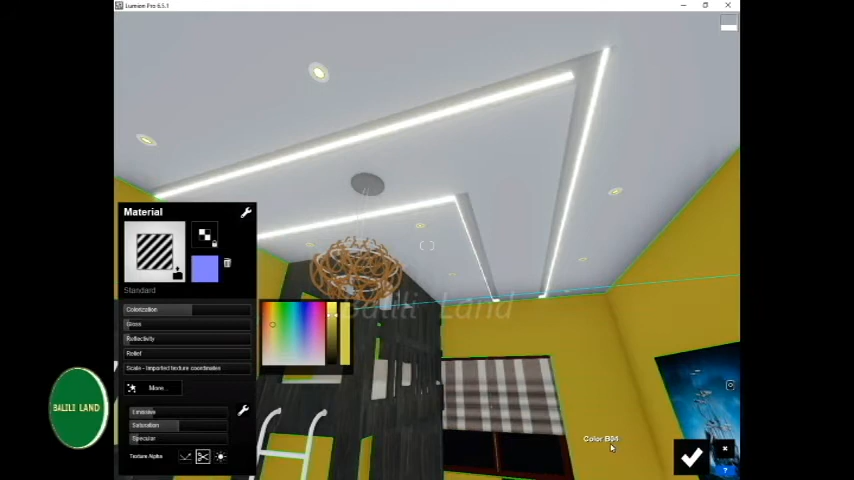 Lumion Pro 6.5.1
Material
Standard
Colorization
Gloss
Reflectivity
Relief
Scale - Imported texture coordinates
More...
Emissive
Saturation
Specular
Texture Alpha
BALILI LAND
Balili Land
?